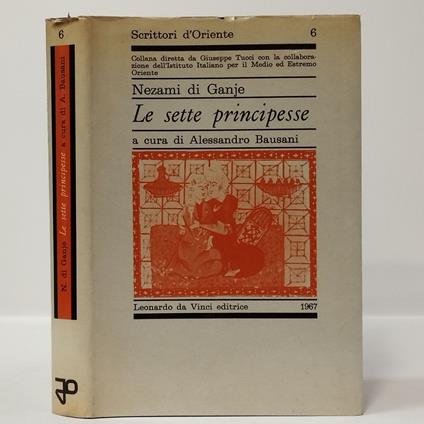 6
N. di Ganje Le sette principesse a cura di A. Bausani
Scrittori d'Oriente 6
Collana diretta da Giuseppe Tucci con la collabora-
zione dell'Istituto Italiano per il Medio ed Estremo
Oriente
Nezami di Ganje
Le sette principesse
a cura di Alessandro Bausani
Leonardo da Vinci editrice 1967